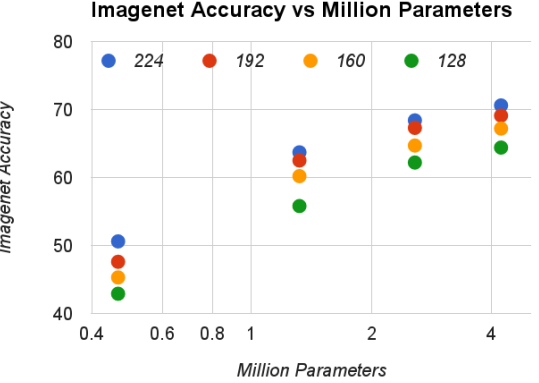 Imagenet Accuracy vs Million Parameters
80
224 192 160 128
70
60
50
40
0.4 0.6 0.8 1 2 4
Imagenet Accuracy
Million Parameters